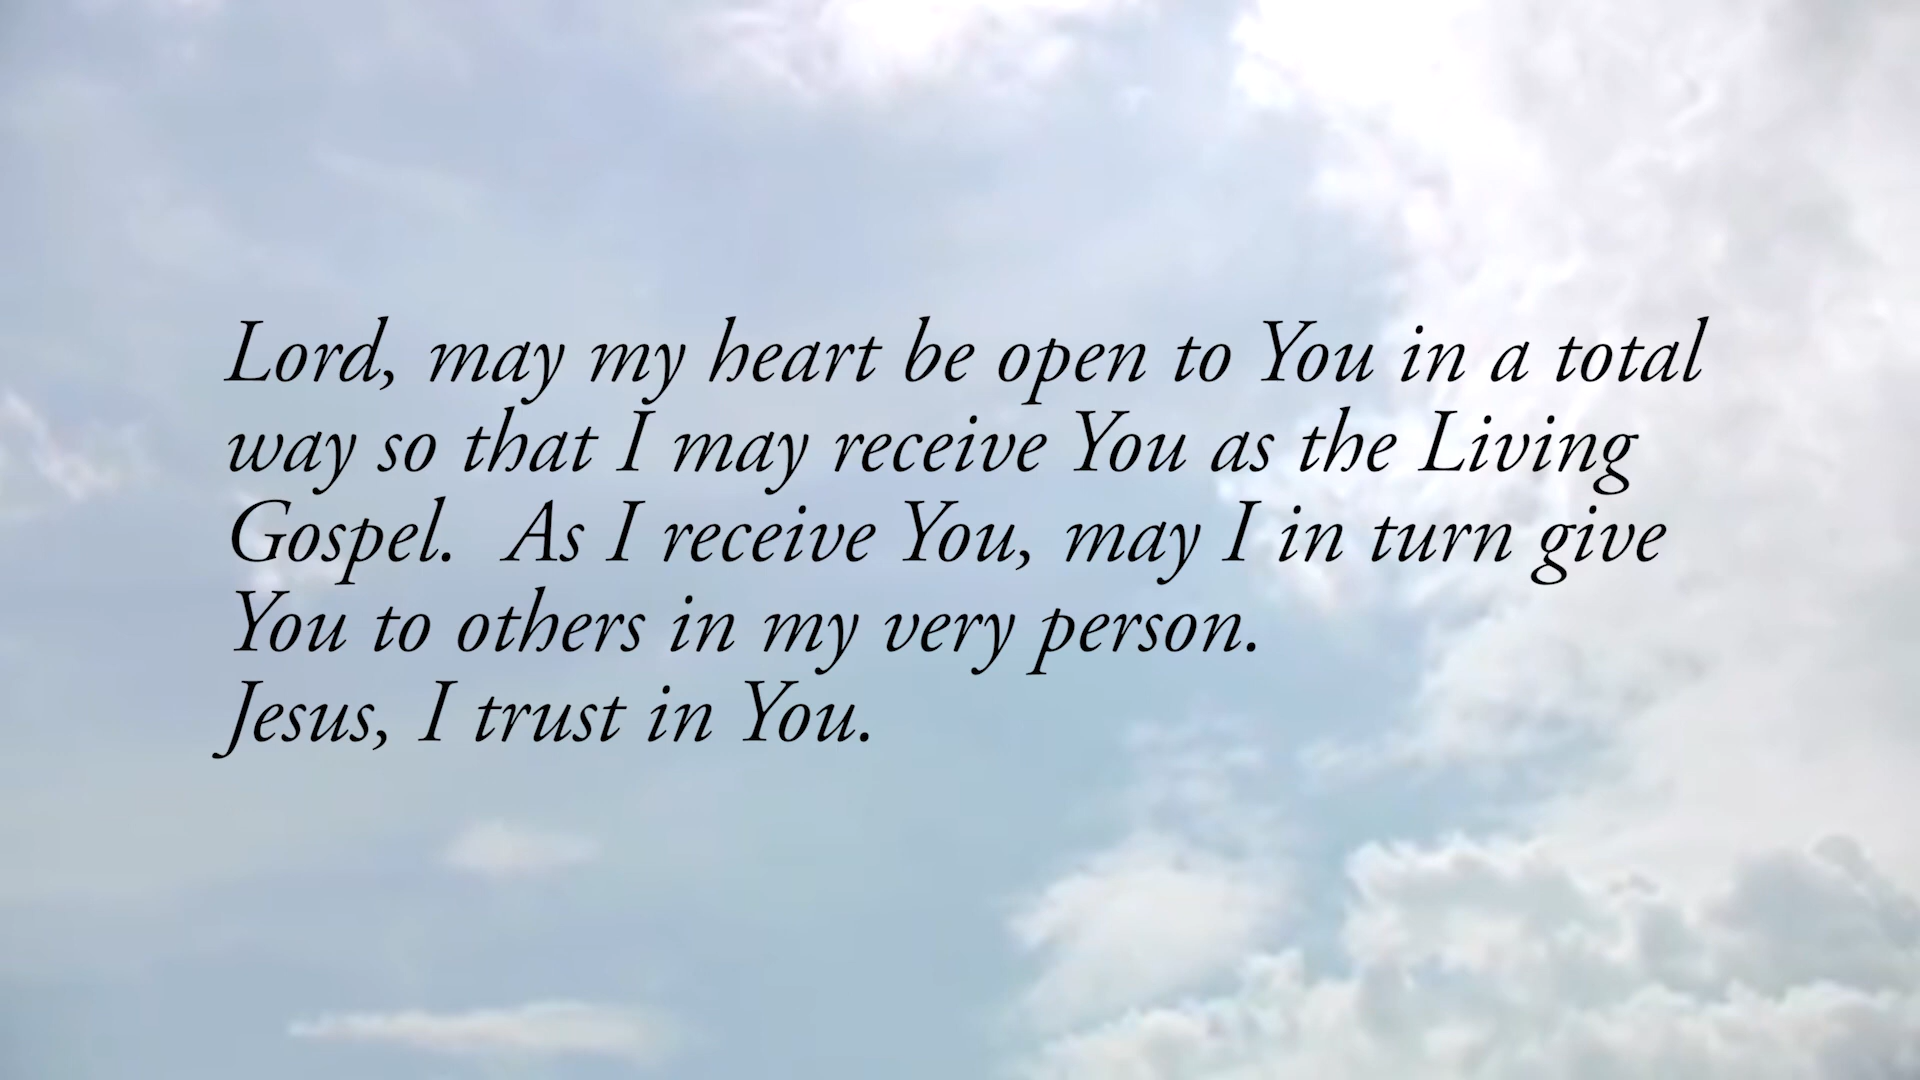 Lord, may my heart be open to You in a total
way so that I may receive You as the Living
Gospel.  As I receive You, may I in turn give
You to others in my very person.
Jesus, I trust in You.